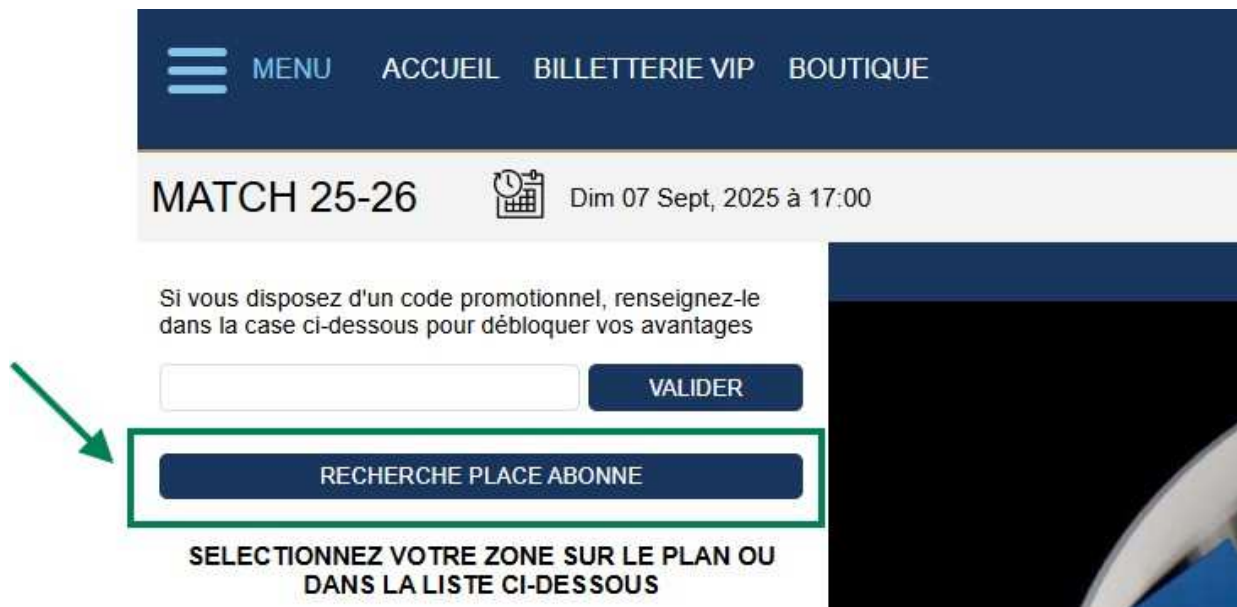 MENU ACCUEIL BILLETTERIE VIP BOUTIQUE
MATCH 25-26 Dim 07 Sept, 2025 à 17:00
Si vous disposez d'un code promotionnel, renseignez-le
dans la case ci-dessous pour débloquer vos avantages
VALIDER
RECHERCHE PLACE ABONNE
SELECTIONNEZ VOTRE ZONE SUR LE PLAN OU
DANS LA LISTE CI-DESSOUS